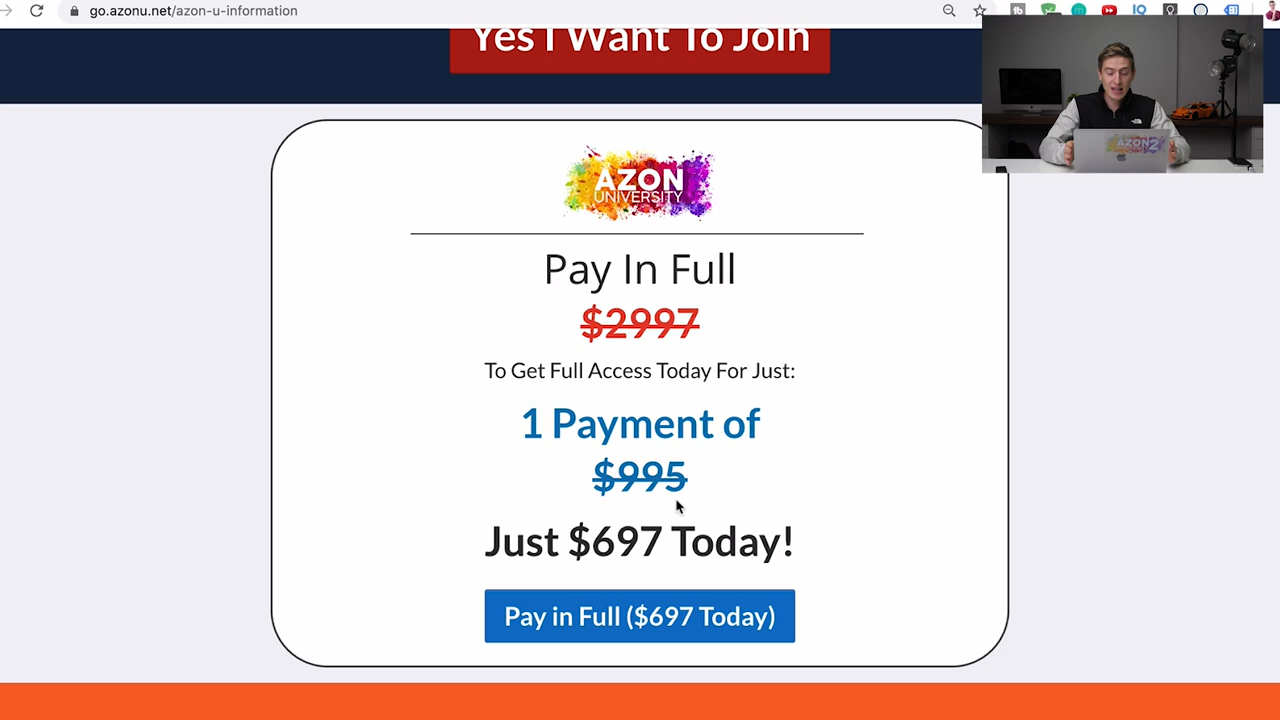 go.azonu.net/azon-u-information
Yes I Want To Join
AZON2
AZON
UNIVERSITY
Pay In Full
$2997
To Get Full Access Today For Just:
1 Payment of
$995
Just $697 Today!
Pay in Full ($697 Today)